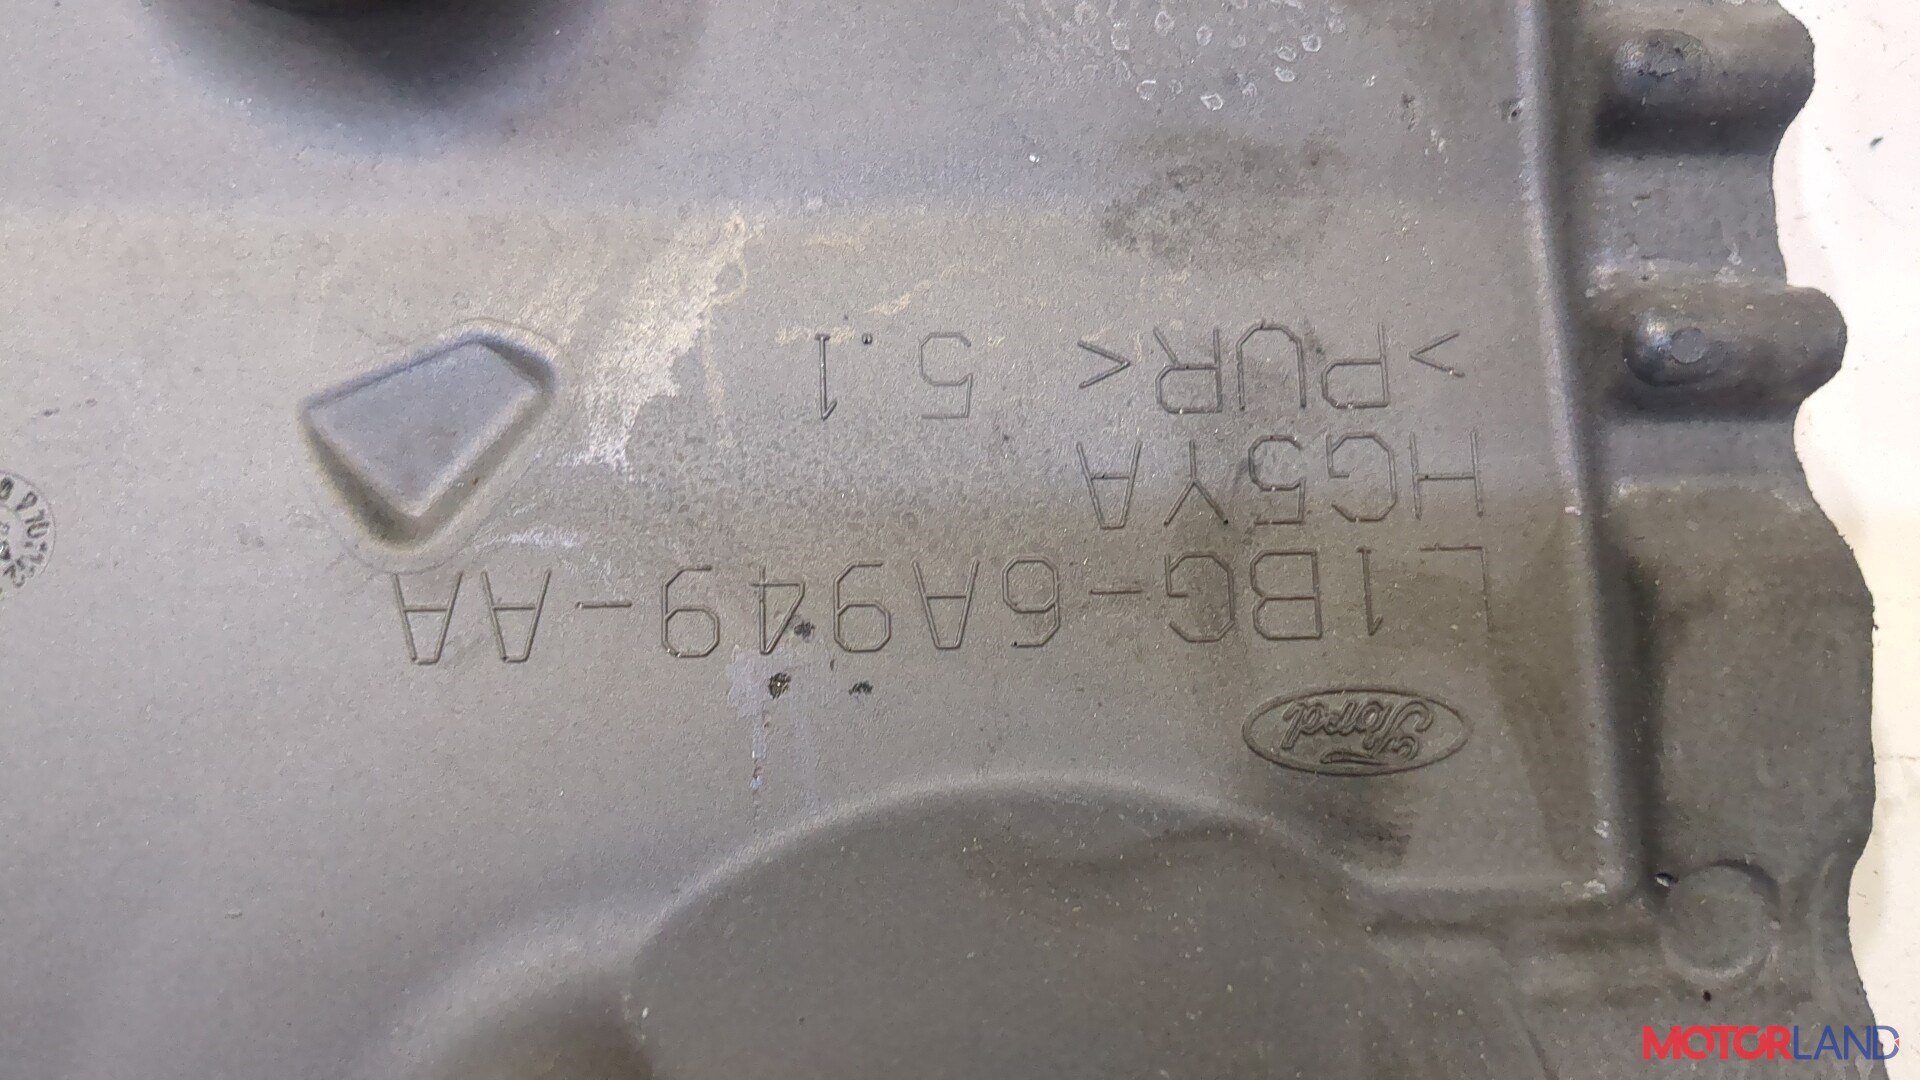 Ford
L1BG-6A949-AA
HG5YA
>PUR< 5.1
MOTORLAND